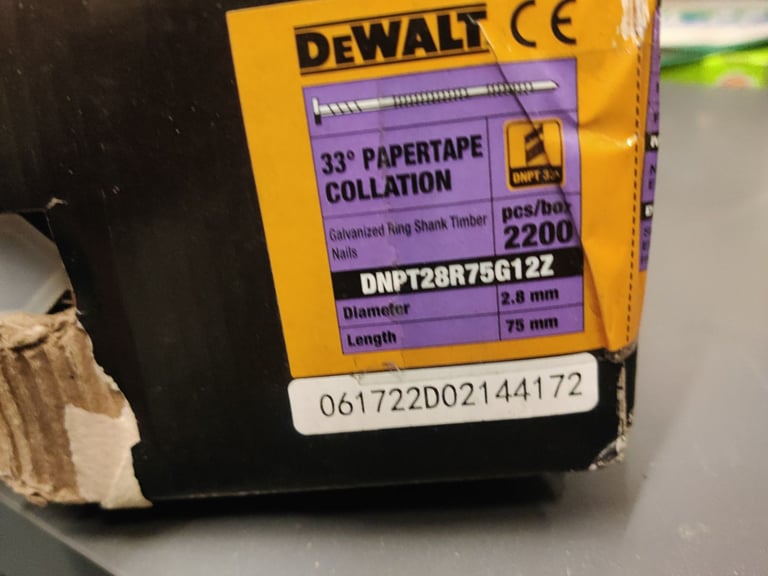 DEWALT CE
33° PAPERTAPE
COLLATION
DNPT
Galvanized Ring Shank Timber
Nails
pcs/box
2200
DNPT28R75G12Z
Diameter 2.8 mm
Length 75 mm
061722D02144172